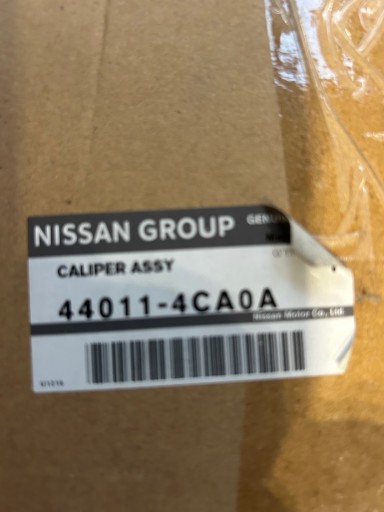 NISSAN GROUP
CALIPER ASSY
44011-4CA0A
Nissan Motor Co., Ltd.